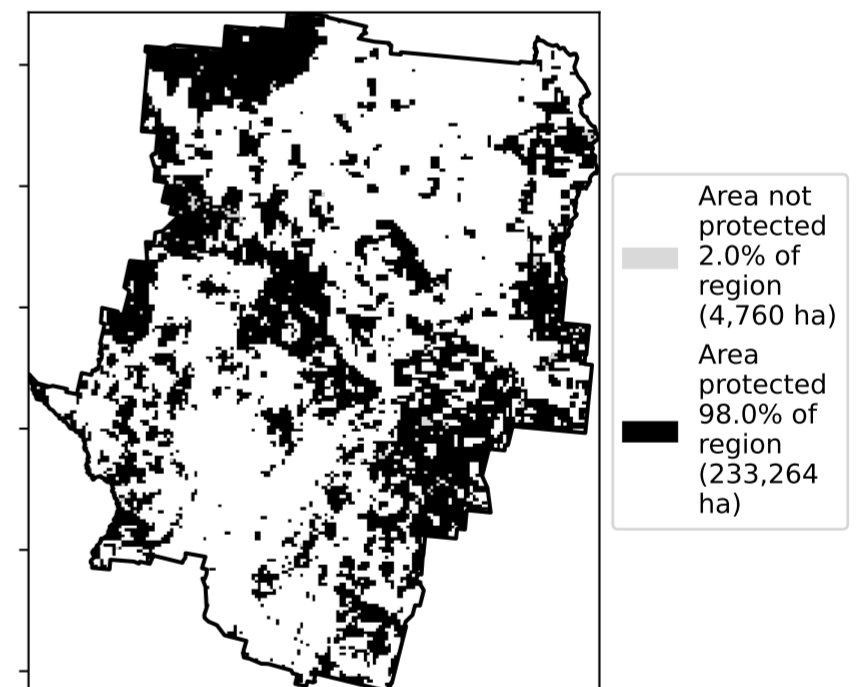 Area not
protected
2.0% of
region
(4,760 ha)
Area
protected
98.0% of
region
(233,264
ha)